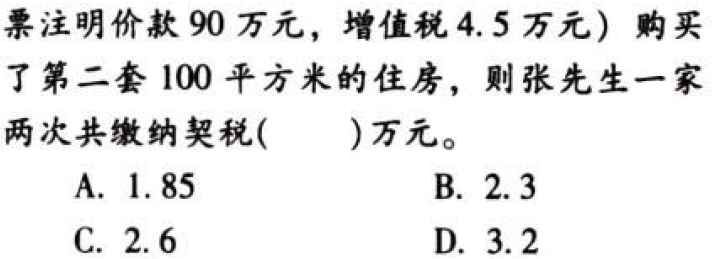 票注明价款 90 万元，增值税 4.5 万元）购买
了第二套 100 平方米的住房，则张先生一家
两次共缴纳契税(　　)万元。
A. 1.85　　B. 2.3
C. 2.6　　D. 3.2